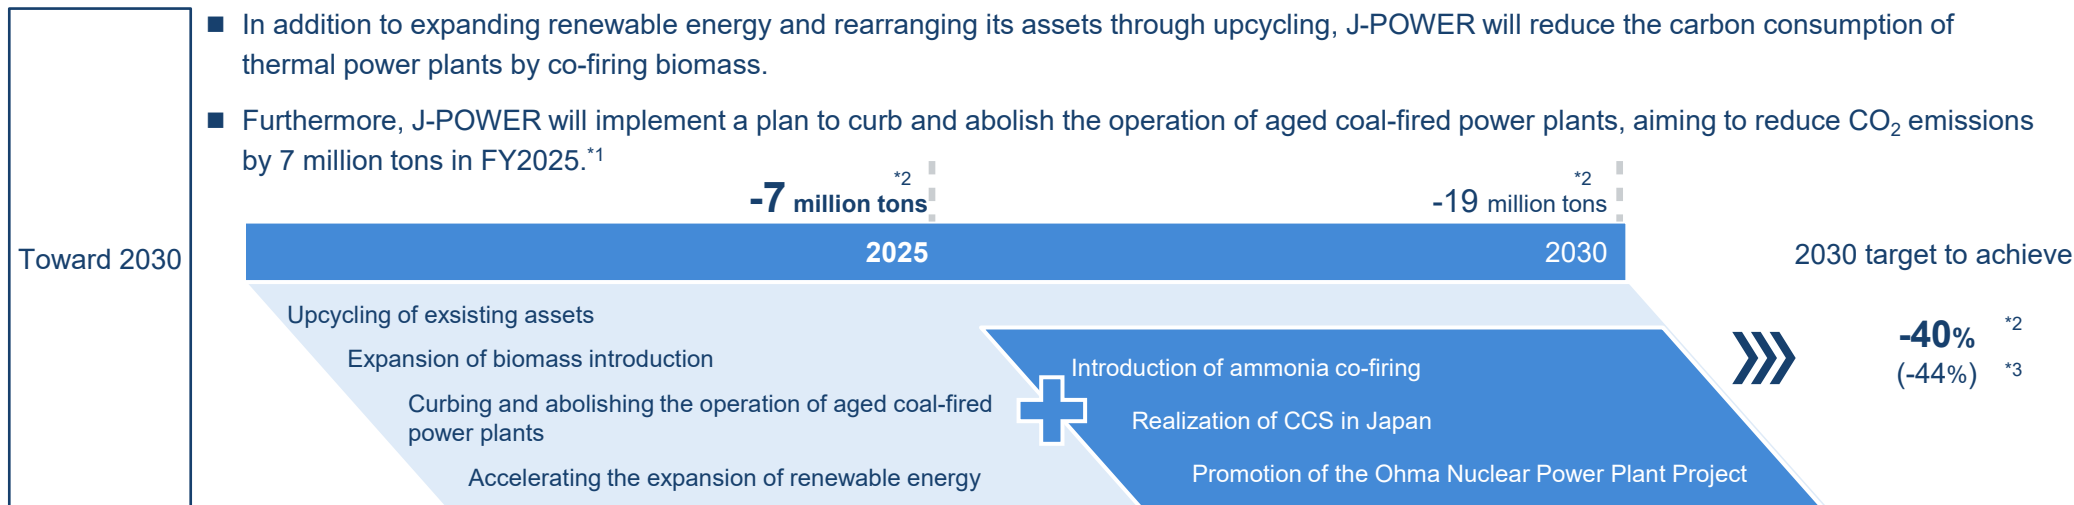 ■ In addition to expanding renewable energy and rearranging its assets through upcycling, J-POWER will reduce the carbon consumption of
thermal power plants by co-firing biomass.
■ Furthermore, J-POWER will implement a plan to curb and abolish the operation of aged coal-fired power plants, aiming to reduce CO₂ emissions
by 7 million tons in FY2025.*1
-7 million tons *2
-19 million tons *2
Toward 2030
2025
2030
2030 target to achieve
Upcycling of exsisting assets
Expansion of biomass introduction
Curbing and abolishing the operation of aged coal-fired
power plants
Accelerating the expansion of renewable energy
Introduction of ammonia co-firing
Realization of CCS in Japan
Promotion of the Ohma Nuclear Power Plant Project
-40% *2
(-44%) *3